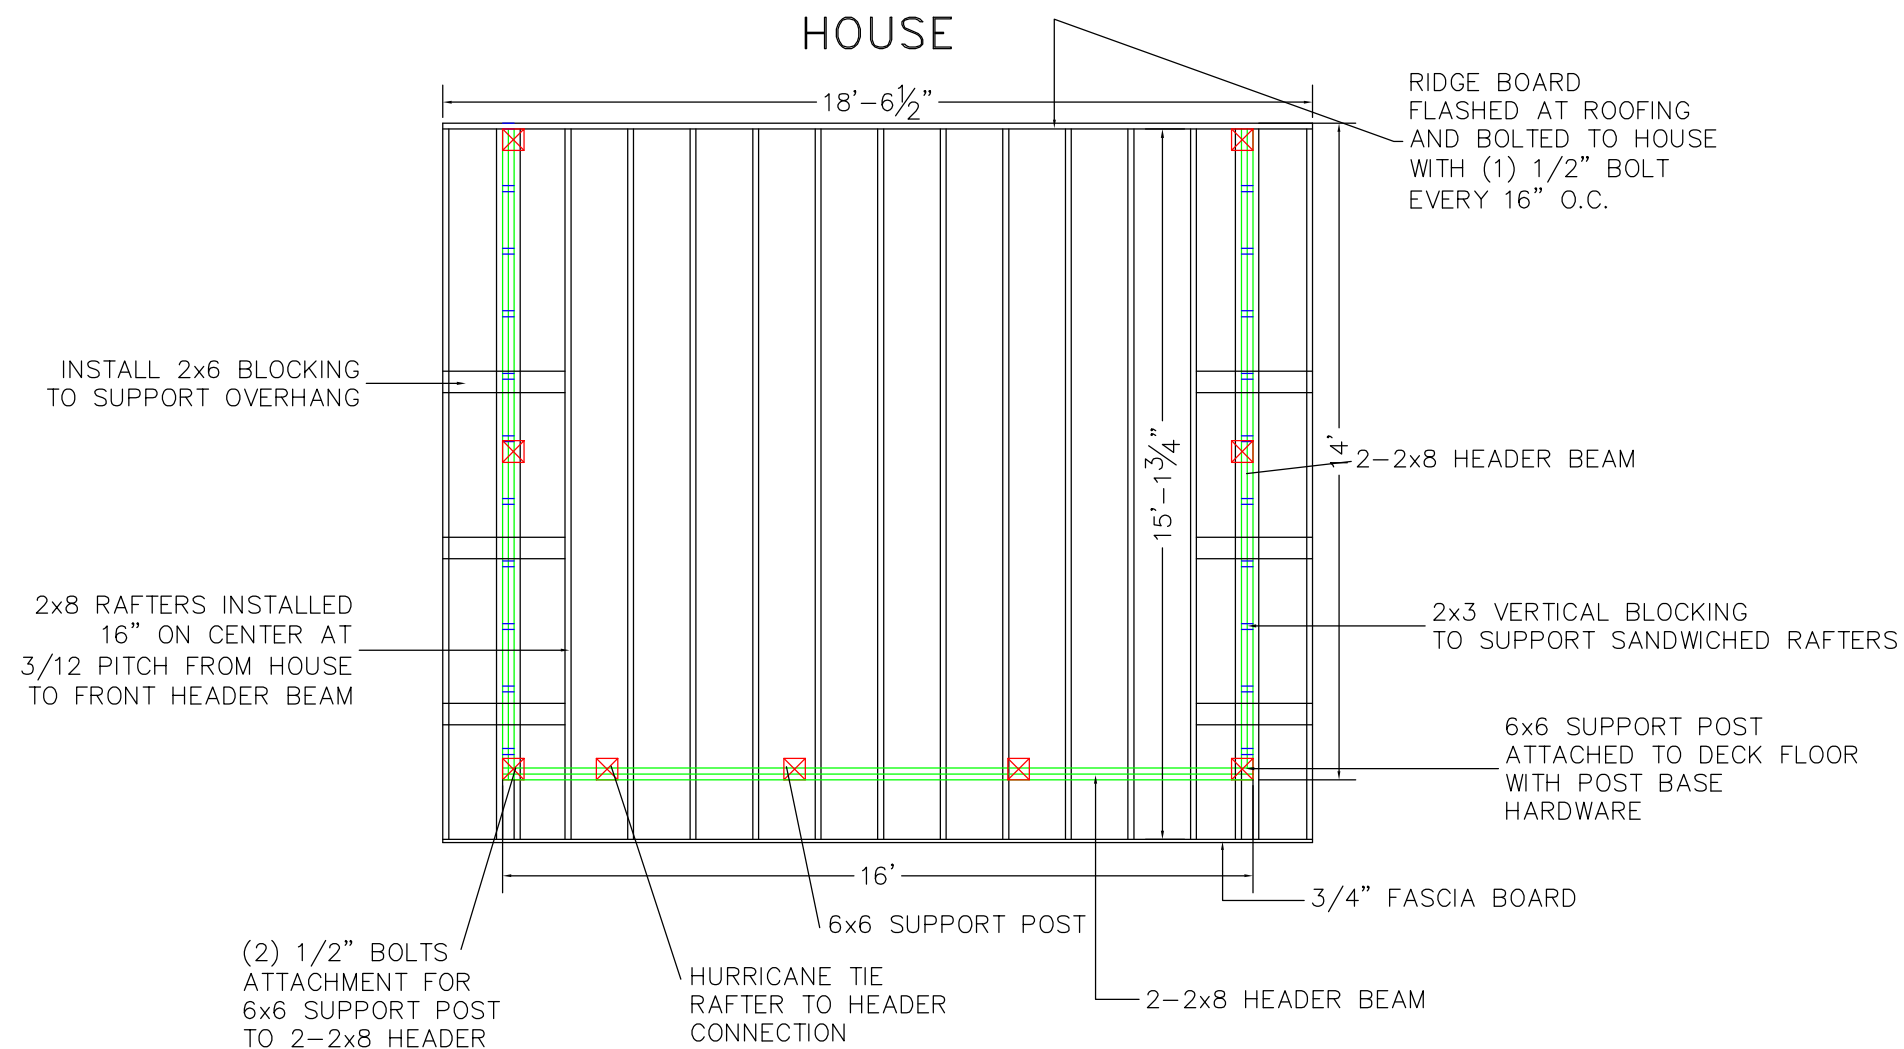 HOUSE
18'-6½"
RIDGE BOARD
FLASHED AT ROOFING
AND BOLTED TO HOUSE
WITH (1) 1/2" BOLT
EVERY 16" O.C.
INSTALL 2x6 BLOCKING
TO SUPPORT OVERHANG
15'-1¾"
14'
2-2x8 HEADER BEAM
2x8 RAFTERS INSTALLED
16" ON CENTER AT
3/12 PITCH FROM HOUSE
TO FRONT HEADER BEAM
2x3 VERTICAL BLOCKING
TO SUPPORT SANDWICHED RAFTERS
6x6 SUPPORT POST
ATTACHED TO DECK FLOOR
WITH POST BASE
HARDWARE
16'
3/4" FASCIA BOARD
6x6 SUPPORT POST
(2) 1/2" BOLTS
ATTACHMENT FOR
6x6 SUPPORT POST
TO 2-2x8 HEADER
HURRICANE TIE
RAFTER TO HEADER
CONNECTION
2-2x8 HEADER BEAM